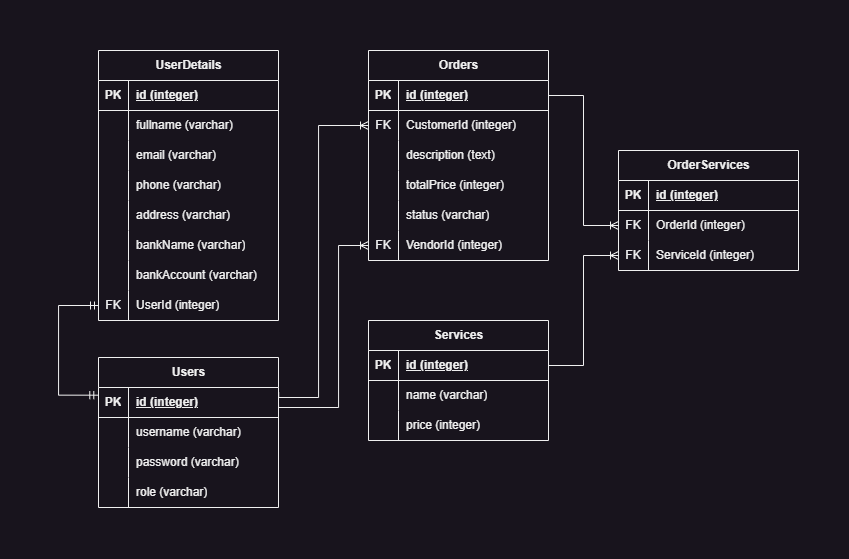 UserDetails
PK id (integer)
fullname (varchar)
email (varchar)
phone (varchar)
address (varchar)
bankName (varchar)
bankAccount (varchar)
FK UserId (integer)
Users
PK id (integer)
username (varchar)
password (varchar)
role (varchar)
Orders
PK id (integer)
FK CustomerId (integer)
description (text)
totalPrice (integer)
status (varchar)
FK VendorId (integer)
Services
PK id (integer)
name (varchar)
price (integer)
OrderServices
PK id (integer)
FK OrderId (integer)
FK ServiceId (integer)